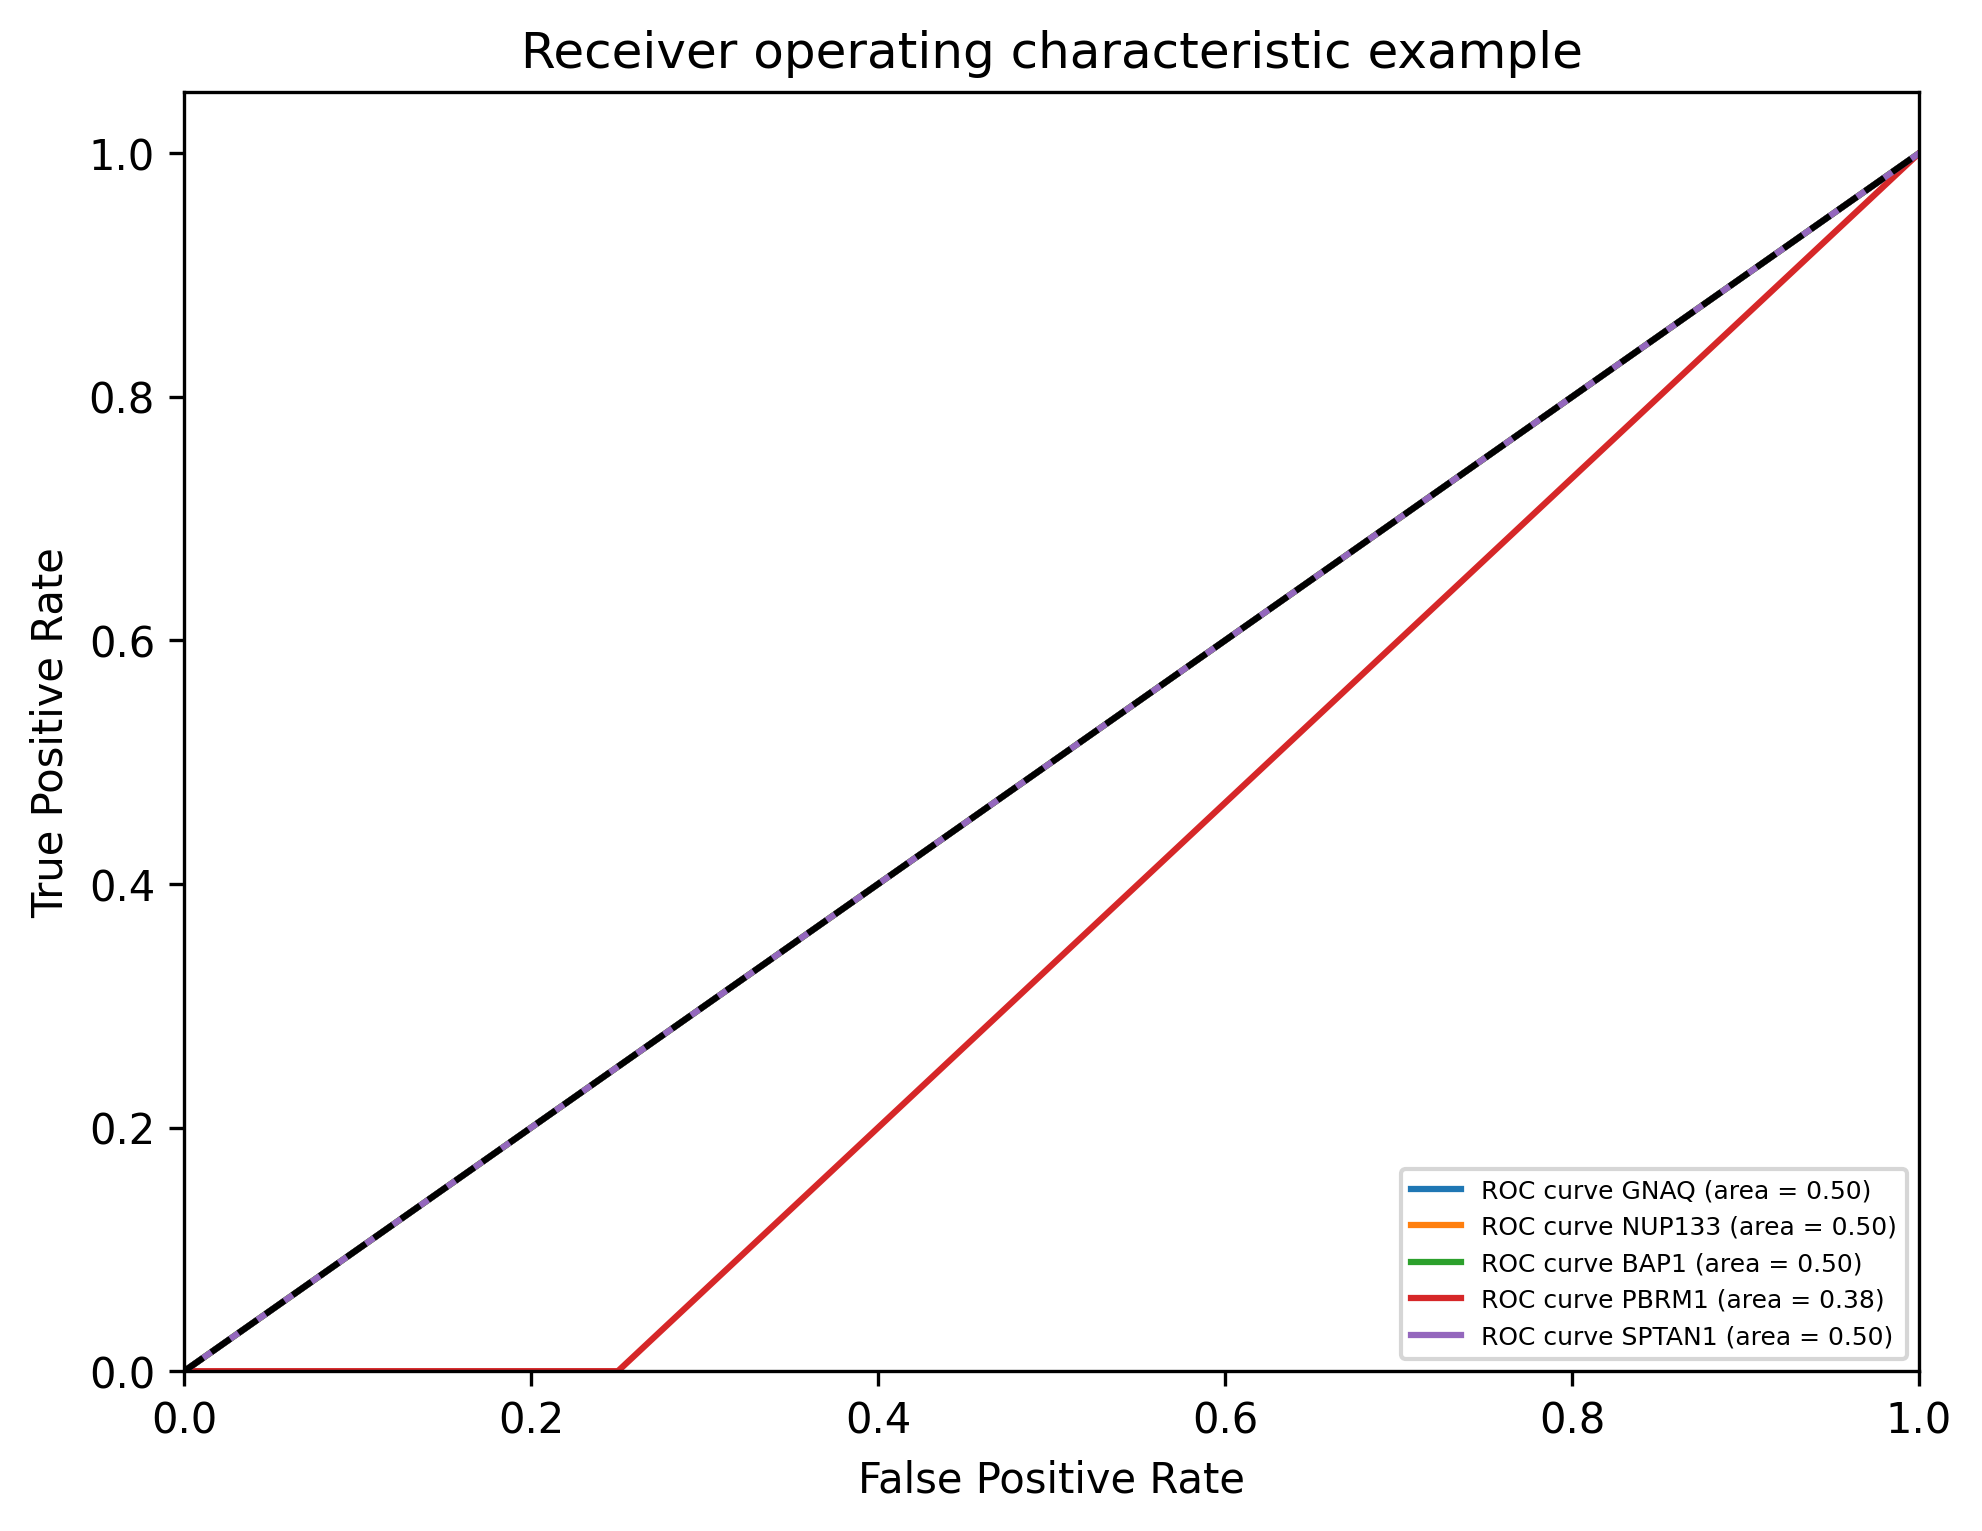 Receiver operating characteristic example
1.0
0.8
0.6
0.4
0.2
0.0
True Positive Rate
ROC curve GNAQ (area = 0.50)
ROC curve NUP133 (area = 0.50)
ROC curve BAP1 (area = 0.50)
ROC curve PBRM1 (area = 0.38)
ROC curve SPTAN1 (area = 0.50)
0.0 0.2 0.4 0.6 0.8 1.0
False Positive Rate